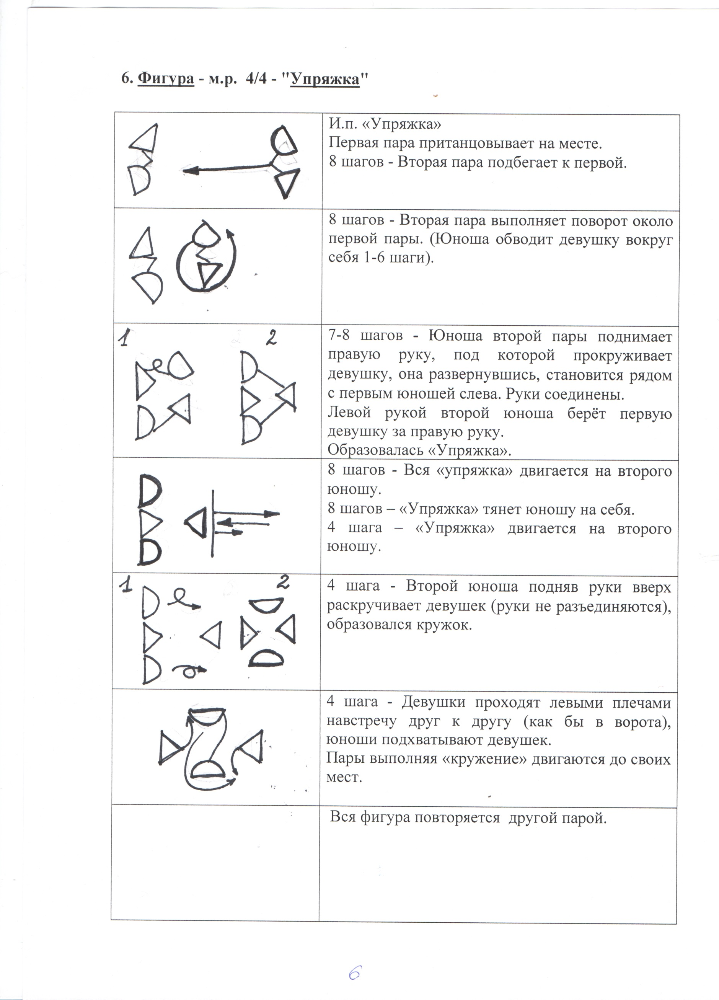 6. Фигура - м.р. 4/4 - "Упряжка"
И.п. «Упряжка»
Первая пара пританцовывает на месте.
8 шагов - Вторая пара подбегает к первой.
8 шагов - Вторая пара выполняет поворот около
первой пары. (Юноша обводит девушку вокруг
себя 1-6 шаги).
1 2
7-8 шагов - Юноша второй пары поднимает
правую руку, под которой прокруживает
девушку, она развернувшись, становится рядом
с первым юношей слева. Руки соединены.
Левой рукой второй юноша берёт первую
девушку за правую руку.
Образовалась «Упряжка».
8 шагов - Вся «упряжка» двигается на второго
юношу.
8 шагов – «Упряжка» тянет юношу на себя.
4 шага – «Упряжка» двигается на второго
юношу.
1 2
4 шага - Второй юноша подняв руки вверх
раскручивает девушек (руки не разъединяются),
образовался кружок.
4 шага - Девушки проходят левыми плечами
навстречу друг к другу (как бы в ворота),
юноши подхватывают девушек.
Пары выполняя «кружение» двигаются до своих
мест.
Вся фигура повторяется другой парой.
6